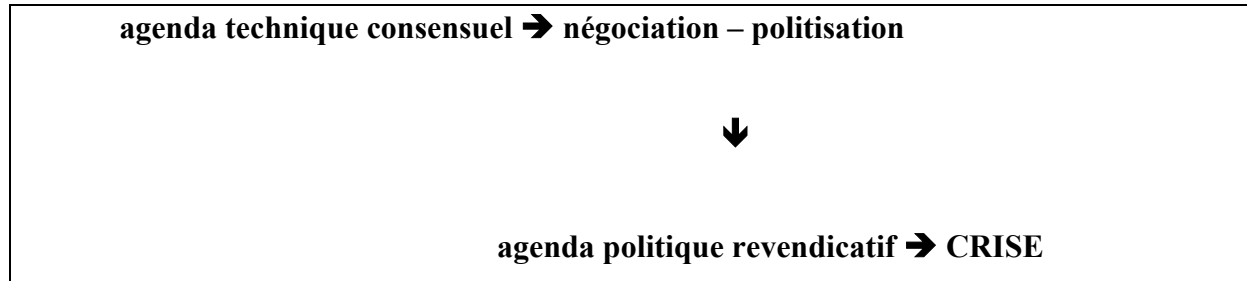 agenda technique consensuel ➔ négociation – politisation
🡻
agenda politique revendicatif ➔ CRISE